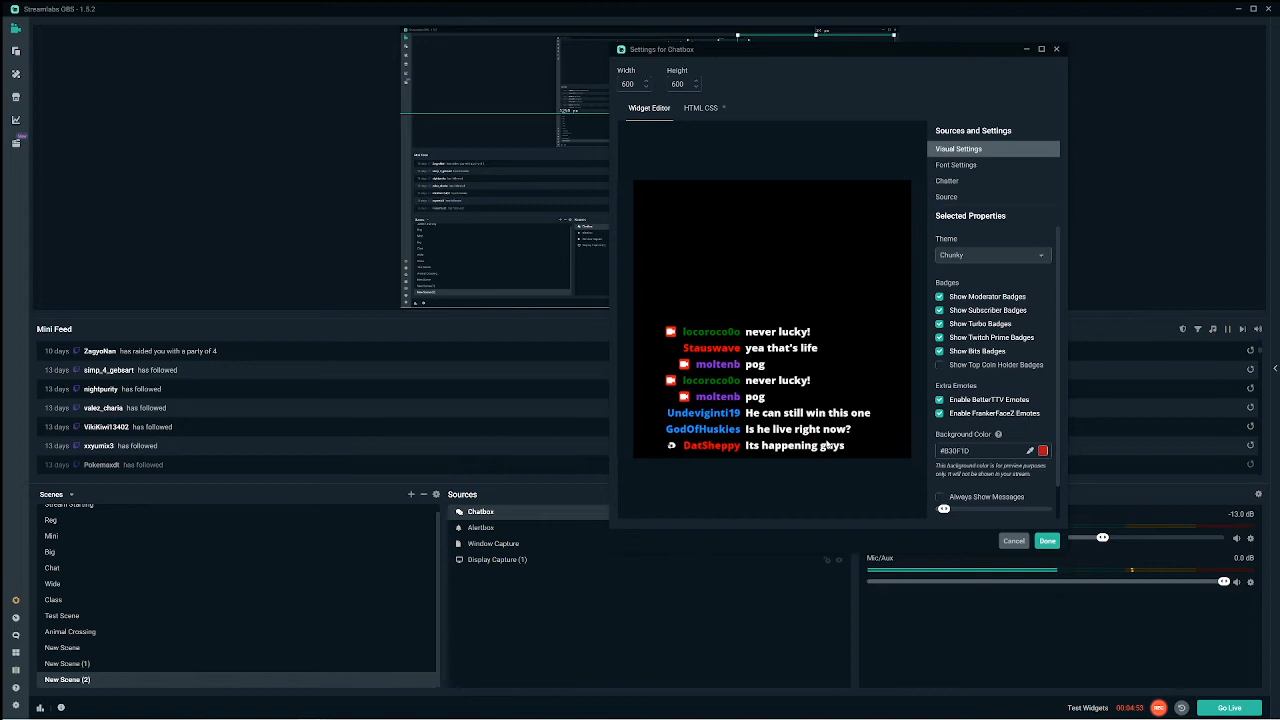 Streamlabs OBS - 1.5.2
Settings for Chatbox
Width
Height
600
600
Widget Editor
HTML CSS
Sources and Settings
Visual Settings
Font Settings
Chatter
Source
Selected Properties
Theme
Chunky
Badges
Show Moderator Badges
Show Subscriber Badges
Show Turbo Badges
Show Twitch Prime Badges
Show Bits Badges
Show Top Coin Holder Badges
Extra Emotes
Enable BetterTTV Emotes
Enable FrankerFaceZ Emotes
Background Color
#B30F1D
This background color is for preview purposes
only. It will not be shown in your stream.
Always Show Messages
locoroco0o never lucky!
Stauswave yea that's life
moltenb pog
locoroco0o never lucky!
moltenb pog
Undeviginti19 He can still win this one
GodOfHuskies Is he live right now?
DatSheppy Its happening guys
Cancel
Done
Mini Feed
10 days ZagyoNan has raided you with a party of 4
13 days simp_4_gebsart has followed
13 days nightpurity has followed
13 days valez_charia has followed
13 days VikiKiwi13402 has followed
13 days xxyumix3 has followed
13 days Pokemaxdt has followed
Scenes
Stream Starting
Reg
Mini
Big
Chat
Wide
Class
Test Scene
Animal Crossing
New Scene
New Scene (1)
New Scene (2)
Sources
Chatbox
Alertbox
Window Capture
Display Capture (1)
-13.0 dB
Mic/Aux
0.0 dB
Test Widgets
00:04:53
REC
Go Live